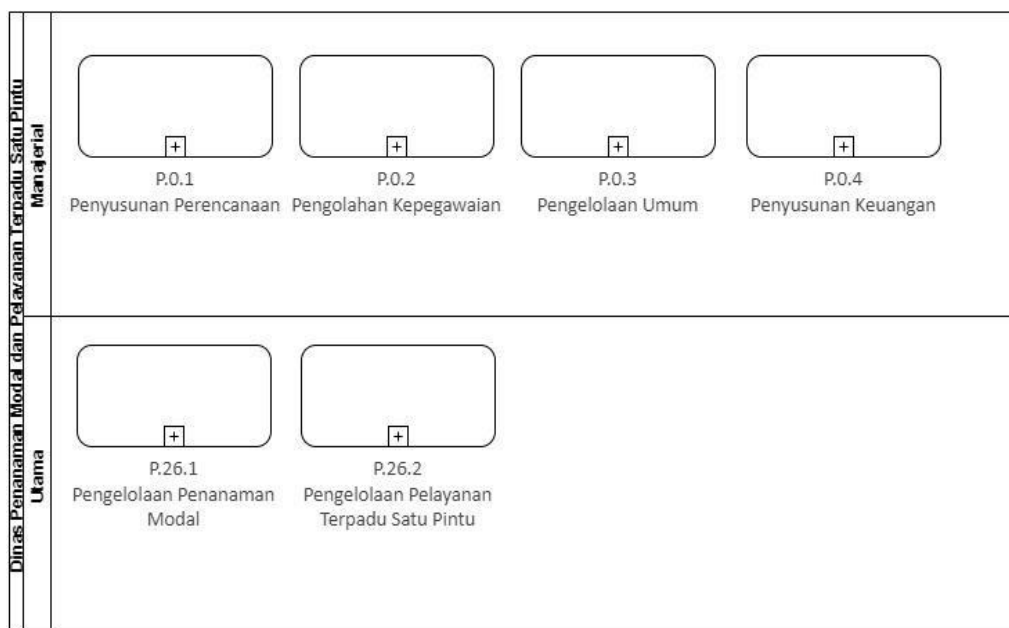 Dinas Penanaman Modal dan Pelayanan Terpadu Satu Pintu
Manajerial
P.0.1
Penyusunan Perencanaan
P.0.2
Pengolahan Kepegawaian
P.0.3
Pengelolaan Umum
P.0.4
Penyusunan Keuangan
Utama
P.26.1
Pengelolaan Penanaman
Modal
P.26.2
Pengelolaan Pelayanan
Terpadu Satu Pintu